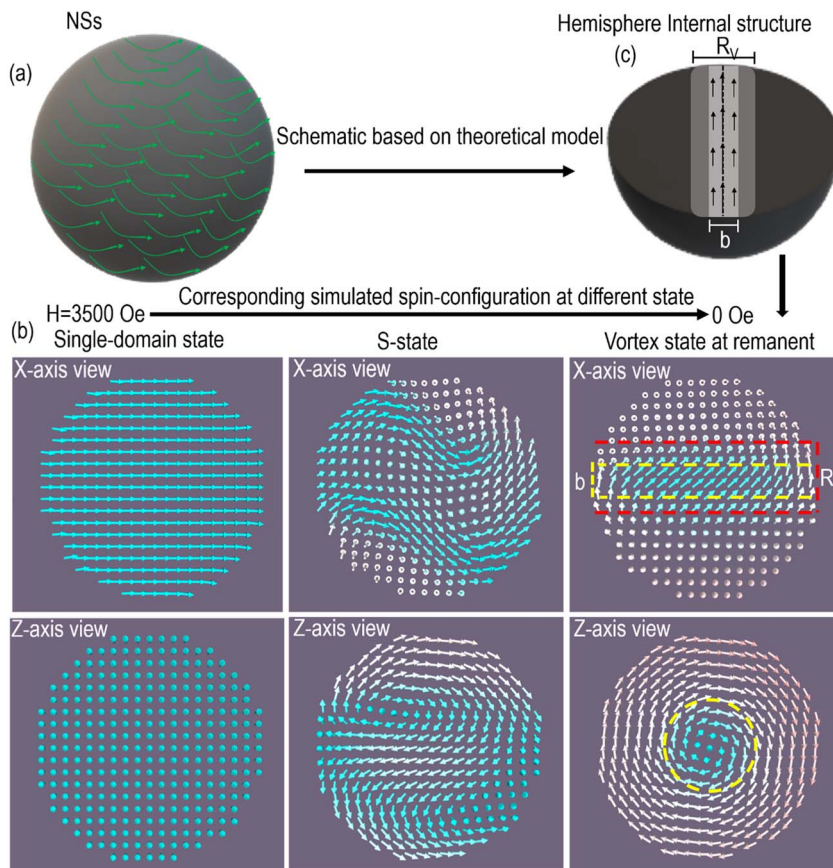 NSs
Hemisphere Internal structure
(a)
(c)
R_V
Schematic based on theoretical model
b
Corresponding simulated spin-configuration at different state
H=3500 Oe
0 Oe
(b)
Single-domain state
S-state
Vortex state at remanent
X-axis view
X-axis view
X-axis view
b
R
Z-axis view
Z-axis view
Z-axis view